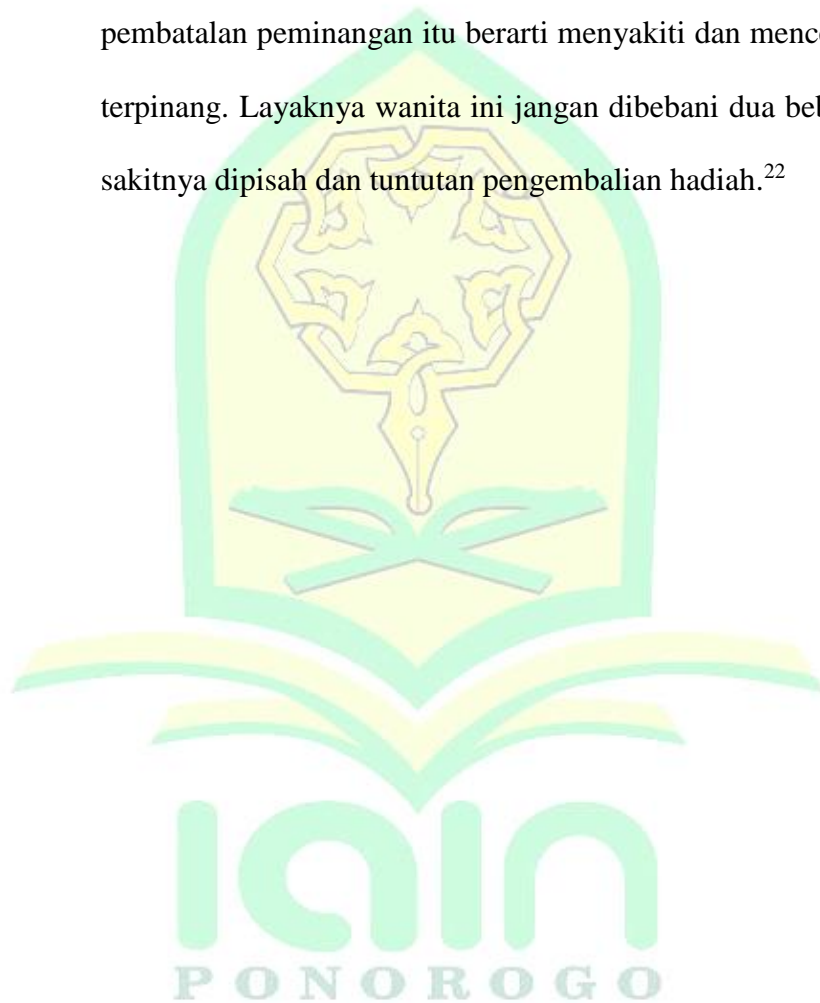 pembatalan peminangan itu berarti menyakiti dan
terpinang. Layaknya wanita ini jangan dibebani dua
sakitnya dipisah dan tuntutan pengembalian hadiah.22
iain
PONOROGO